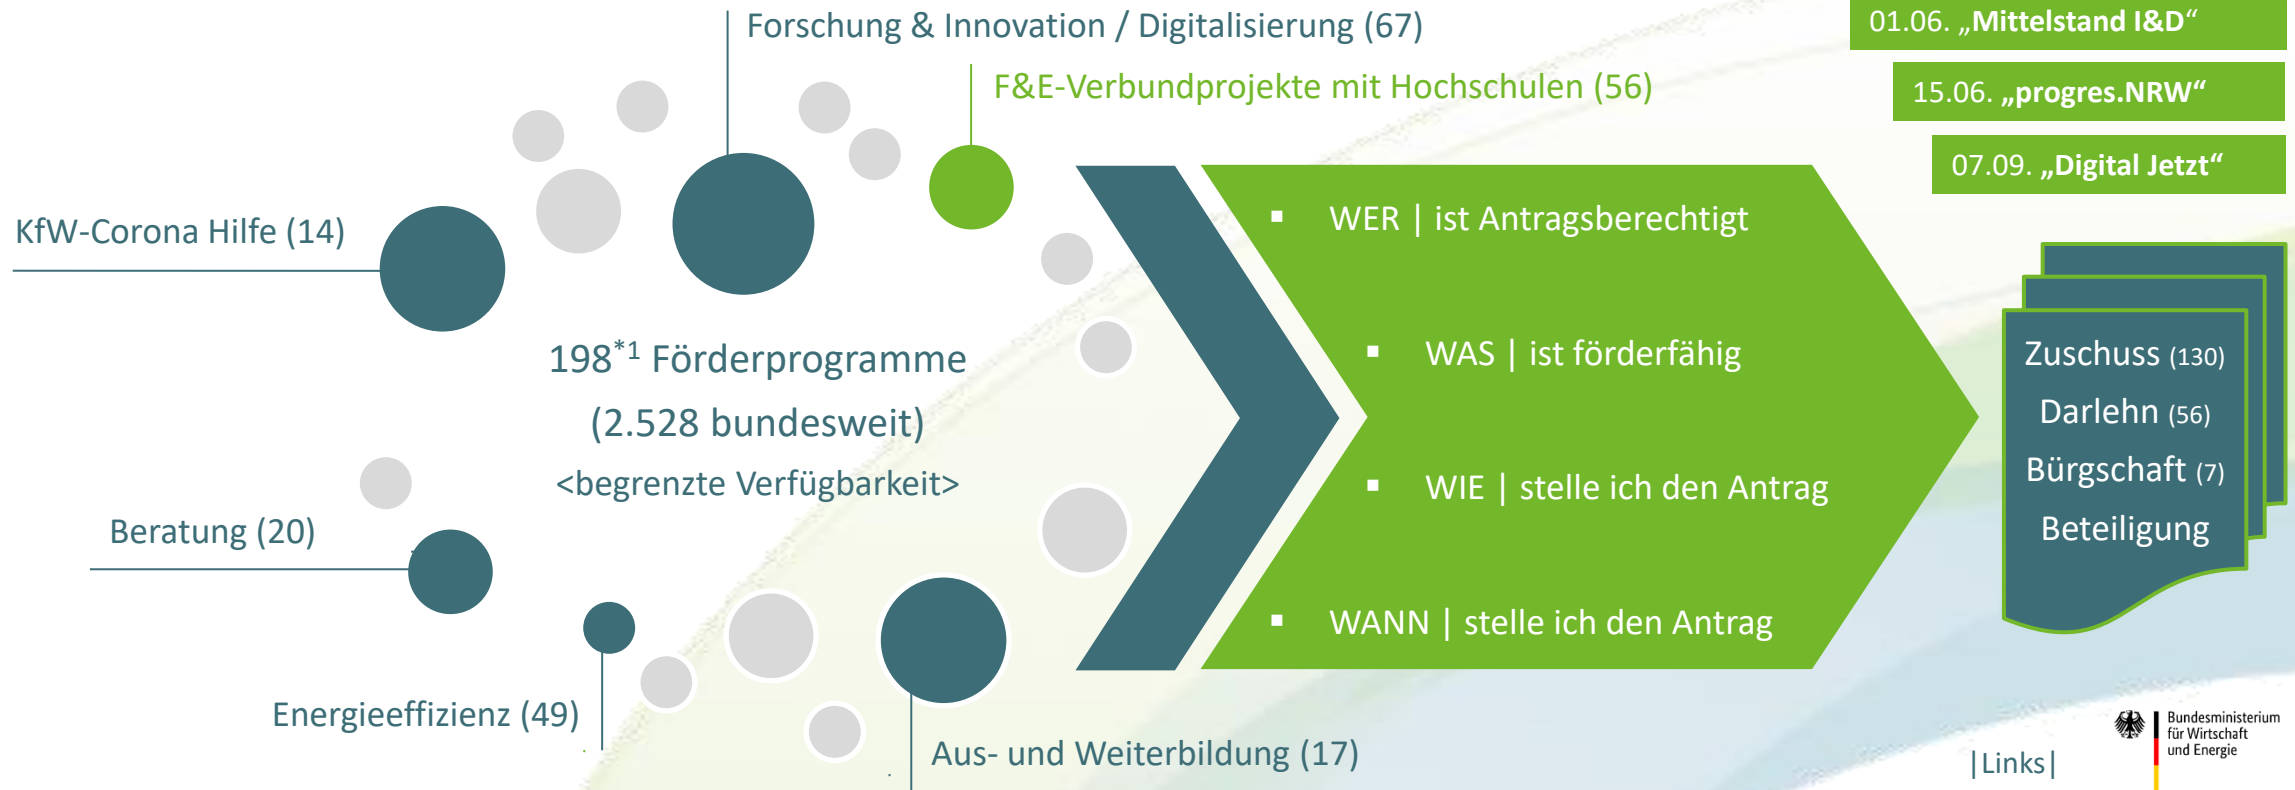 Forschung & Innovation / Digitalisierung (67)
F&E-Verbundprojekte mit Hochschulen (56)
KfW-Corona Hilfe (14)
198*1 Förderprogramme
(2.528 bundesweit)
<begrenzte Verfügbarkeit>
Beratung (20)
Energieeffizienz (49)
Aus- und Weiterbildung (17)
▪ WER | ist Antragsberechtigt
▪ WAS | ist förderfähig
▪ WIE | stelle ich den Antrag
▪ WANN | stelle ich den Antrag
01.06. „Mittelstand I&D“
15.06. „progres.NRW“
07.09. „Digital Jetzt“
Zuschuss (130)
Darlehn (56)
Bürgschaft (7)
Beteiligung
|Links|
Bundesministerium
für Wirtschaft
und Energie